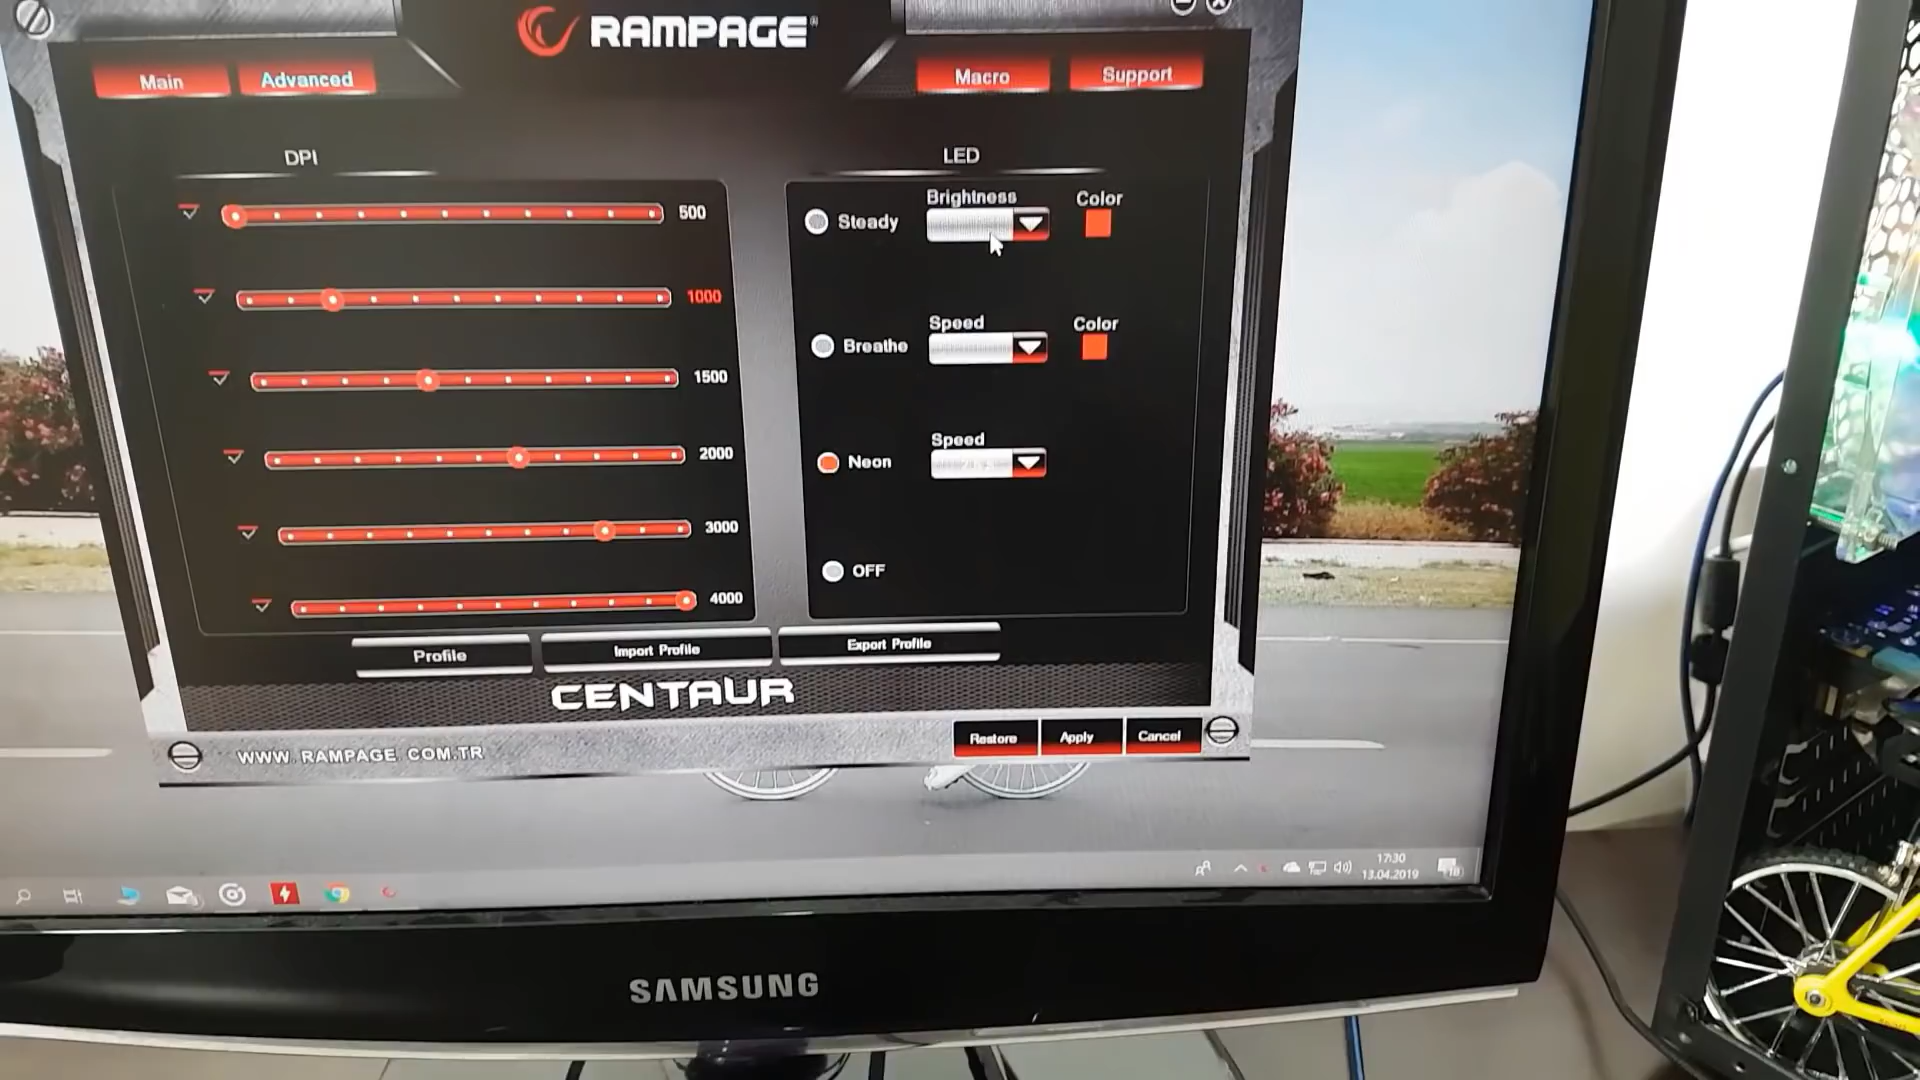 RAMPAGE®
Main
Advanced
Macro
Support
DPI
LED
500
1000
1500
2000
3000
4000
Brightness
Color
Steady
Speed
Color
Breathe
Speed
Neon
OFF
Profile
Import Profile
Export Profile
CENTAUR
WWW. RAMPAGE. COM.TR
Restore
Apply
Cancel
17:30
13.04.2019
SAMSUNG